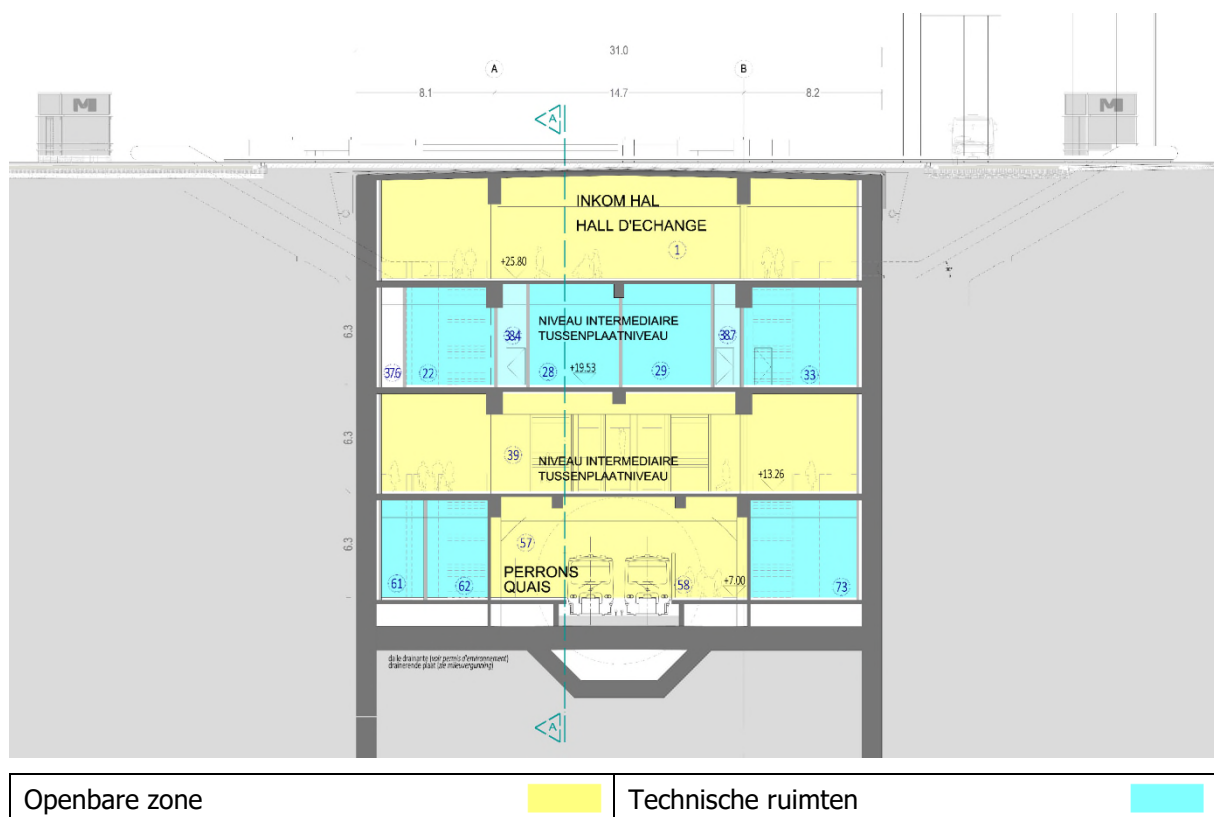 31.0
A
B
8.1
14.7
8.2
M
M
A
INKOM HAL
HALL D'ECHANGE
1
+25.80
6.3
NIVEAU INTERMEDIAIRE
TUSSENPLAATNIVEAU
38.4
38.7
37.6
22
28
+19.53
29
33
6.3
39
NIVEAU INTERMEDIAIRE
TUSSENPLAATNIVEAU
+13.26
6.3
57
PERRONS
QUAIS
61
62
58
+7.00
73
dalle drainante (voir permis d'environnement)
drainerende plaat (zie milieuvergunning)
A
Openbare zone
Technische ruimten